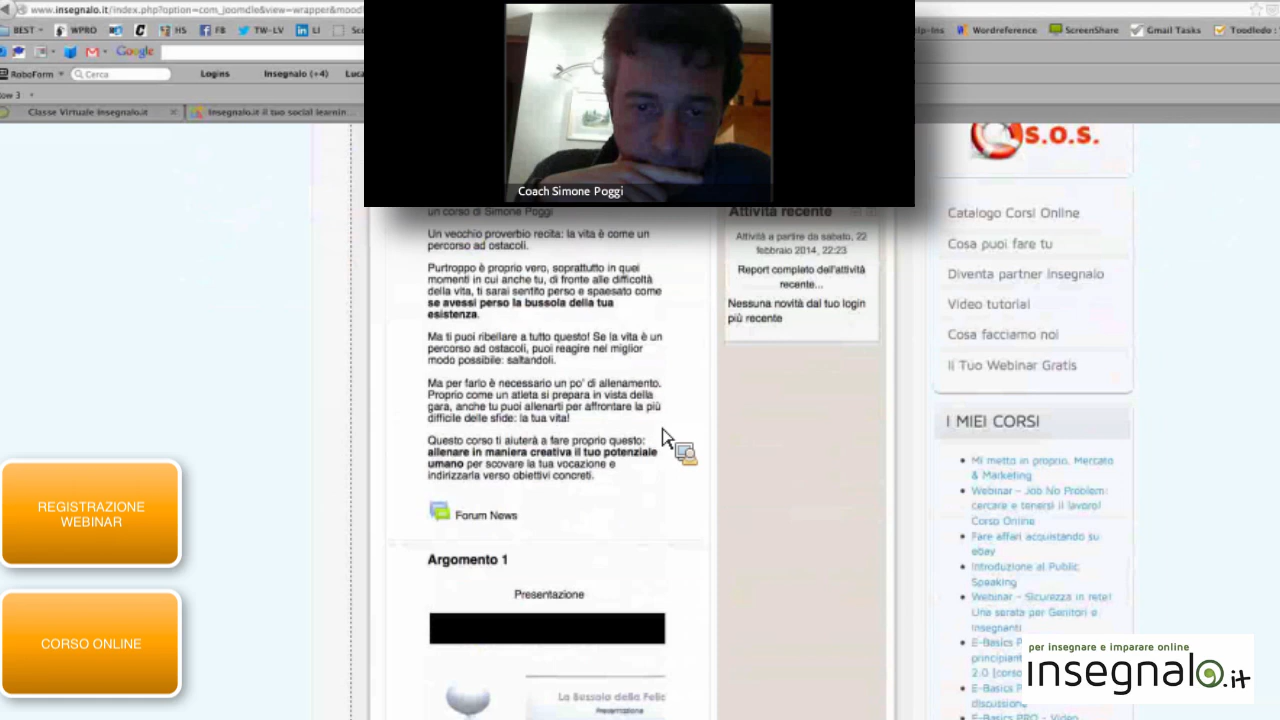 www.insegnalo.it/index.php?option=com_joomdle&view=wrapper&mood
BEST WPRO HS FB TW-LV LI
Wordreference ScreenShare Gmail Tasks Toodledo
Google
RoboForm Cerca Logins Insegnalo (+4)
Classe Virtuale Insegnalo.it
Insegnalo.it il tuo social learnin...
Coach Simone Poggi
un corso di Simone Poggi
Un vecchio proverbio recita: la vita è come un
percorso ad ostacoli.
Purtroppo è proprio vero, soprattutto in quei
momenti in cui anche tu, di fronte alle difficoltà
della vita, ti sarai sentito perso e spaesato come
se avessi perso la bussola della tua
esistenza.
Ma ti puoi ribellare a tutto questo! Se la vita è un
percorso ad ostacoli, puoi reagire nel miglior
modo possibile: saltandoli.
Ma per farlo è necessario un po' di allenamento.
Proprio come un atleta si prepara in vista della
gara, anche tu puoi allenarti per affrontare la più
difficile delle sfide: la tua vita!
Questo corso ti aiuterà a fare proprio questo:
allenare in maniera creativa il tuo potenziale
umano per scovare la tua vocazione e
indirizzarla verso obiettivi concreti.
Forum News
Argomento 1
Presentazione
La Bussola della Felic
Presentazione
Attività recente
Attività a partire da sabato, 22
febbraio 2014, 22:23
Report completo dell'attività
recente...
Nessuna novità dal tuo login
più recente
S.O.S.
Catalogo Corsi Online
Cosa puoi fare tu
Diventa partner Insegnalo
Video tutorial
Cosa facciamo noi
Il Tuo Webinar Gratis
I MIEI CORSI
Mi metto in proprio. Mercato
& Marketing
Webinar - Job No Problem:
cercare e tenersi il lavoro!
Corso Online
Fare affari acquistando su
ebay
Introduzione al Public
Speaking
Webinar - Sicurezza in rete!
Una serata per Genitori e
Insegnanti
E-Basics P
principian
2.0 [corso
E-Basics P
discussione
E-Basics PRO - Video
REGISTRAZIONE
WEBINAR
CORSO ONLINE
per insegnare e imparare online
insegnalo.it